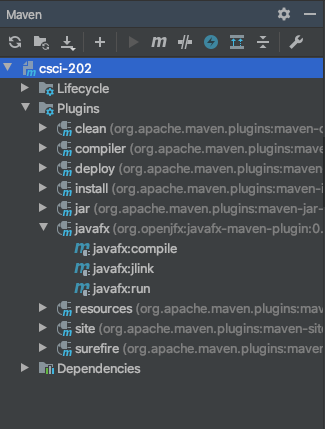 Maven
csci-202
Lifecycle
Plugins
clean (org.apache.maven.plugins:maven-c
compiler (org.apache.maven.plugins:mave
deploy (org.apache.maven.plugins:maven-
install (org.apache.maven.plugins:maven-i
jar (org.apache.maven.plugins:maven-jar-
javafx (org.openjfx:javafx-maven-plugin:0.
javafx:compile
javafx:jlink
javafx:run
resources (org.apache.maven.plugins:mav
site (org.apache.maven.plugins:maven-site
surefire (org.apache.maven.plugins:mave
Dependencies